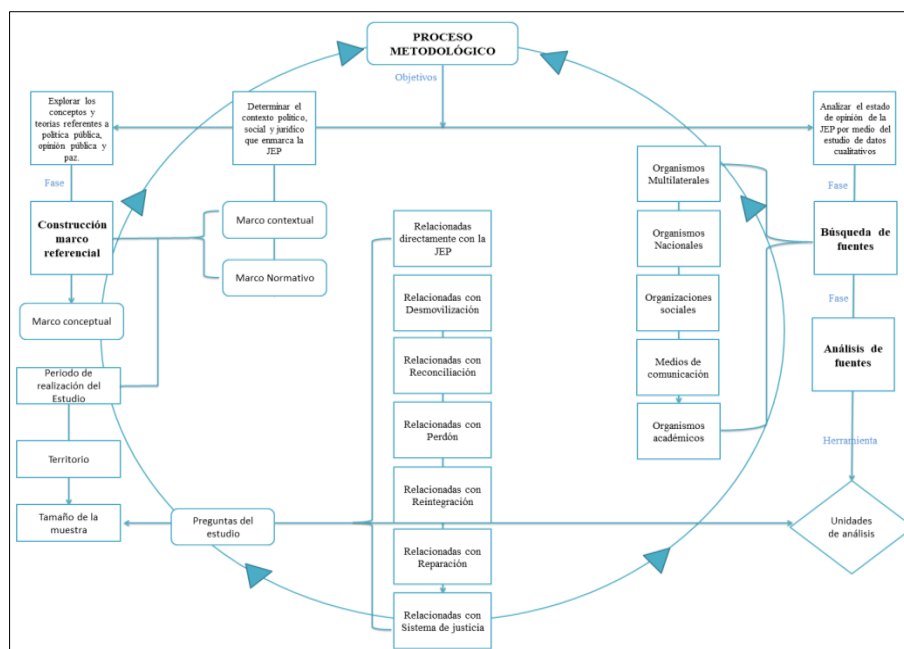 PROCESO
METODOLÓGICO
Objetivos
Explorar los
conceptos y
teorías referentes a
política pública,
opinión pública y
paz.
Determinar el
contexto político,
social y jurídico
que enmarca la JEP
Analizar el estado
de opinión de la
JEP por medio del
estudio de datos
cualitativos
Fase
Fase
Construcción
marco
referencial
Marco contextual
Marco Normativo
Marco conceptual
Periodo de
realización del
Estudio
Territorio
Tamaño de la
muestra
Preguntas del
estudio
Relacionadas
directamente con la
JEP
Relacionadas con
Desmovilización
Relacionadas con
Reconciliación
Relacionadas con
Perdón
Relacionadas con
Reintegración
Relacionadas con
Reparación
Relacionadas con
Sistema de justicia
Organismos
Multilaterales
Organismos
Nacionales
Organizaciones
sociales
Medios de
comunicación
Organismos
académicos
Búsqueda de
fuentes
Fase
Análisis de
fuentes
Herramienta
Unidades
de análisis